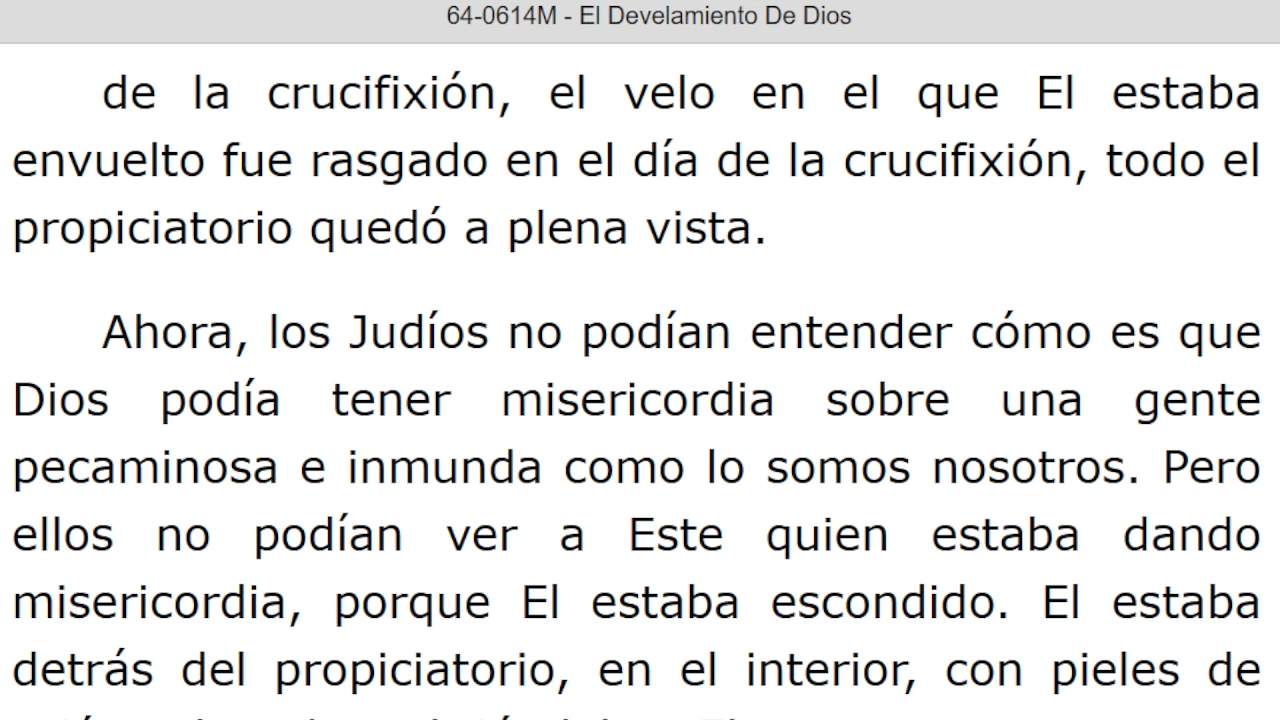 64-0614M - El Develamiento De Dios
de la crucifixión, el velo en el que El estaba
envuelto fue rasgado en el día de la crucifixión, todo el
propiciatorio quedó a plena vista.
Ahora, los Judíos no podían entender cómo es que
Dios podía tener misericordia sobre una gente
pecaminosa e inmunda como lo somos nosotros. Pero
ellos no podían ver a Este quien estaba dando
misericordia, porque El estaba escondido. El estaba
detrás del propiciatorio, en el interior, con pieles de